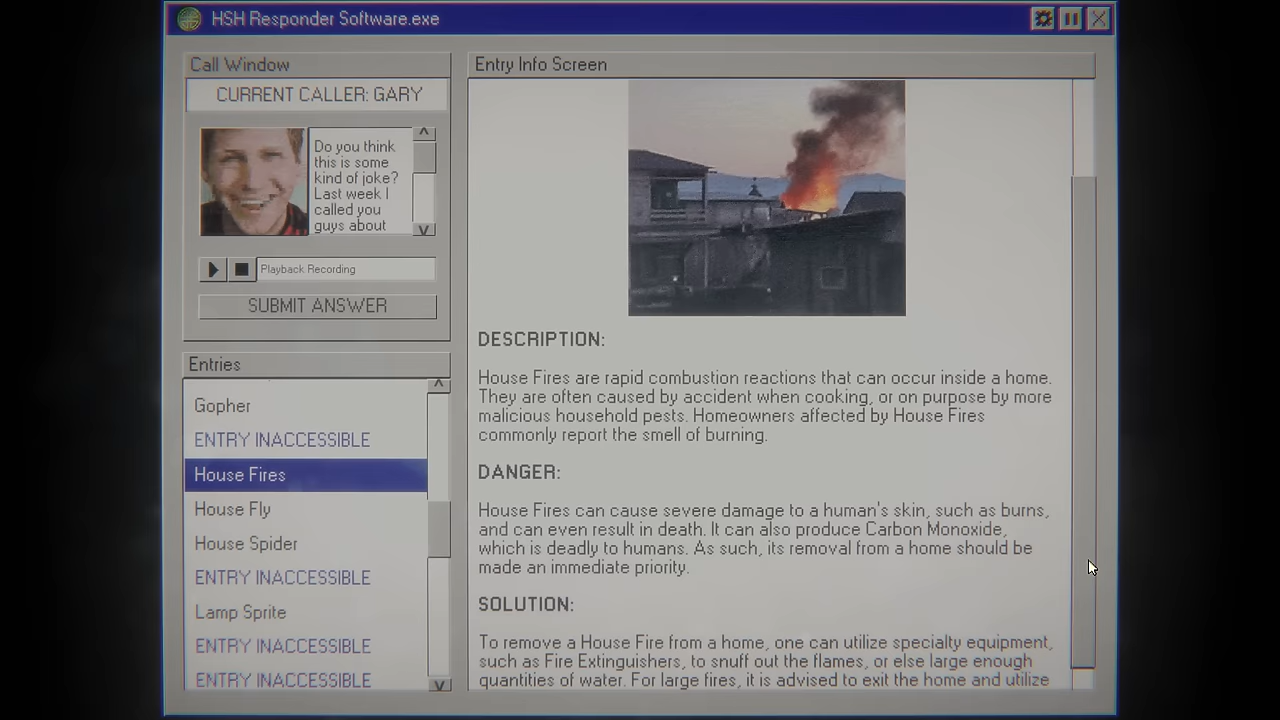 HSH Responder Software.exe
Call Window
CURRENT CALLER: GARY
Do you think
this is some
kind of joke?
Last week I
called you
guys about
Playback Recording
SUBMIT ANSWER
Entries
Gopher
ENTRY INACCESSIBLE
House Fires
House Fly
House Spider
ENTRY INACCESSIBLE
Lamp Sprite
ENTRY INACCESSIBLE
ENTRY INACCESSIBLE
Entry Info Screen
DESCRIPTION:
House Fires are rapid combustion reactions that can occur inside a home.
They are often caused by accident when cooking, or on purpose by more
malicious household pests. Homeowners affected by House Fires
commonly report the smell of burning.
DANGER:
House Fires can cause severe damage to a human's skin, such as burns,
and can even result in death. It can also produce Carbon Monoxide,
which is deadly to humans. As such, its removal from a home should be
made an immediate priority.
SOLUTION:
To remove a House Fire from a home, one can utilize specialty equipment,
such as Fire Extinguishers, to snuff out the flames, or else large enough
quantities of water. For large fires, it is advised to exit the home and utilize